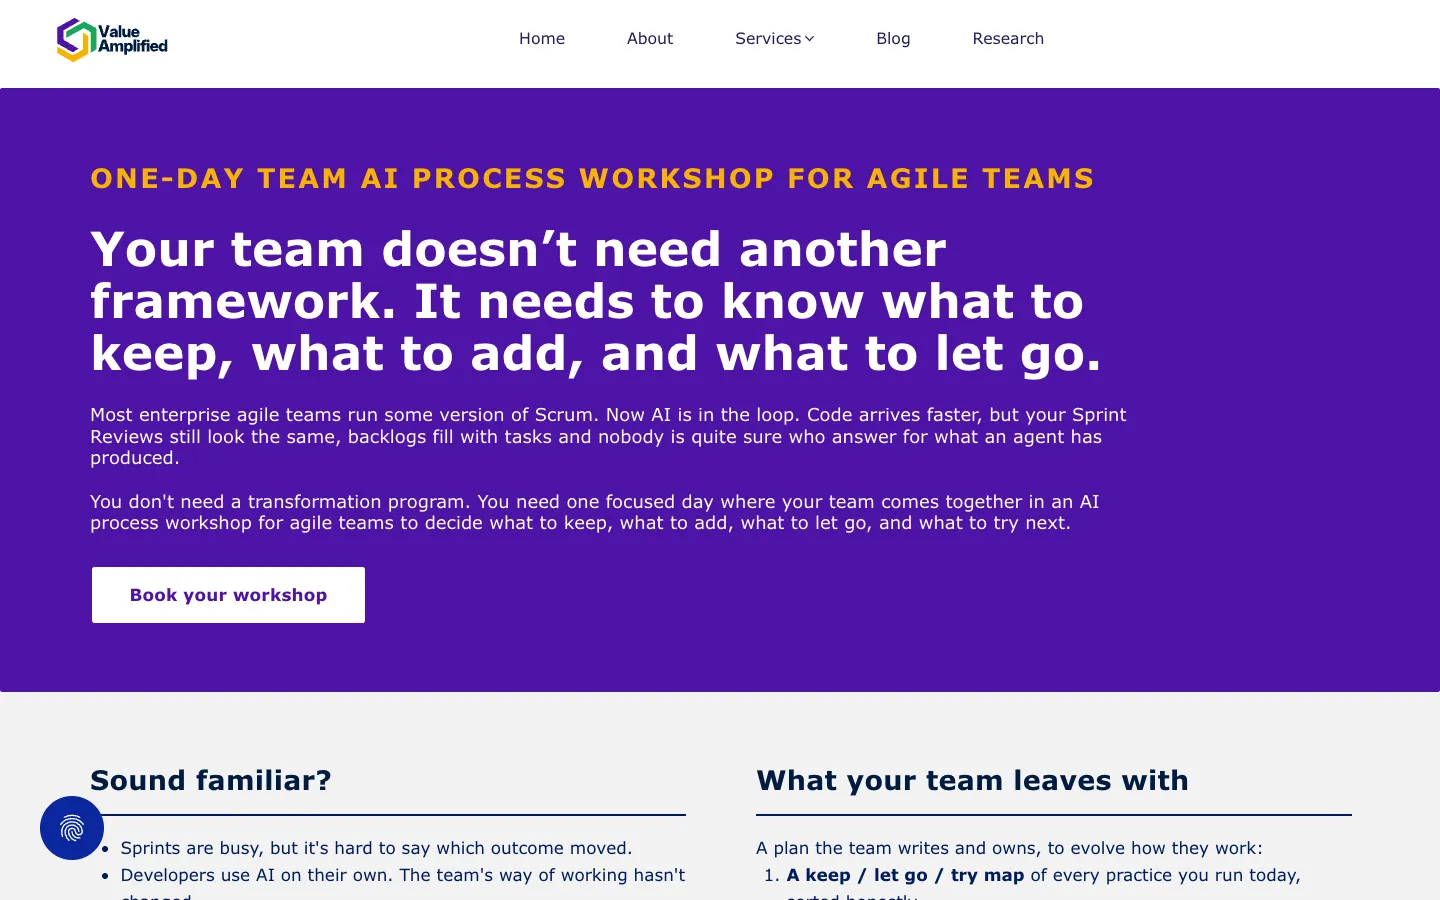 Value
Amplified
Home
About
Services
Blog
Research
ONE-DAY TEAM AI PROCESS WORKSHOP FOR AGILE TEAMS
Your team doesn’t need another
framework. It needs to know what to
keep, what to add, and what to let go.
Most enterprise agile teams run some version of Scrum. Now AI is in the loop. Code arrives faster, but your Sprint
Reviews still look the same, backlogs fill with tasks and nobody is quite sure who answer for what an agent has
produced.
You don't need a transformation program. You need one focused day where your team comes together in an AI
process workshop for agile teams to decide what to keep, what to add, what to let go, and what to try next.
Book your workshop
Sound familiar?
• Sprints are busy, but it's hard to say which outcome moved.
• Developers use AI on their own. The team's way of working hasn't
What your team leaves with
A plan the team writes and owns, to evolve how they work:
1. A keep / let go / try map of every practice you run today,